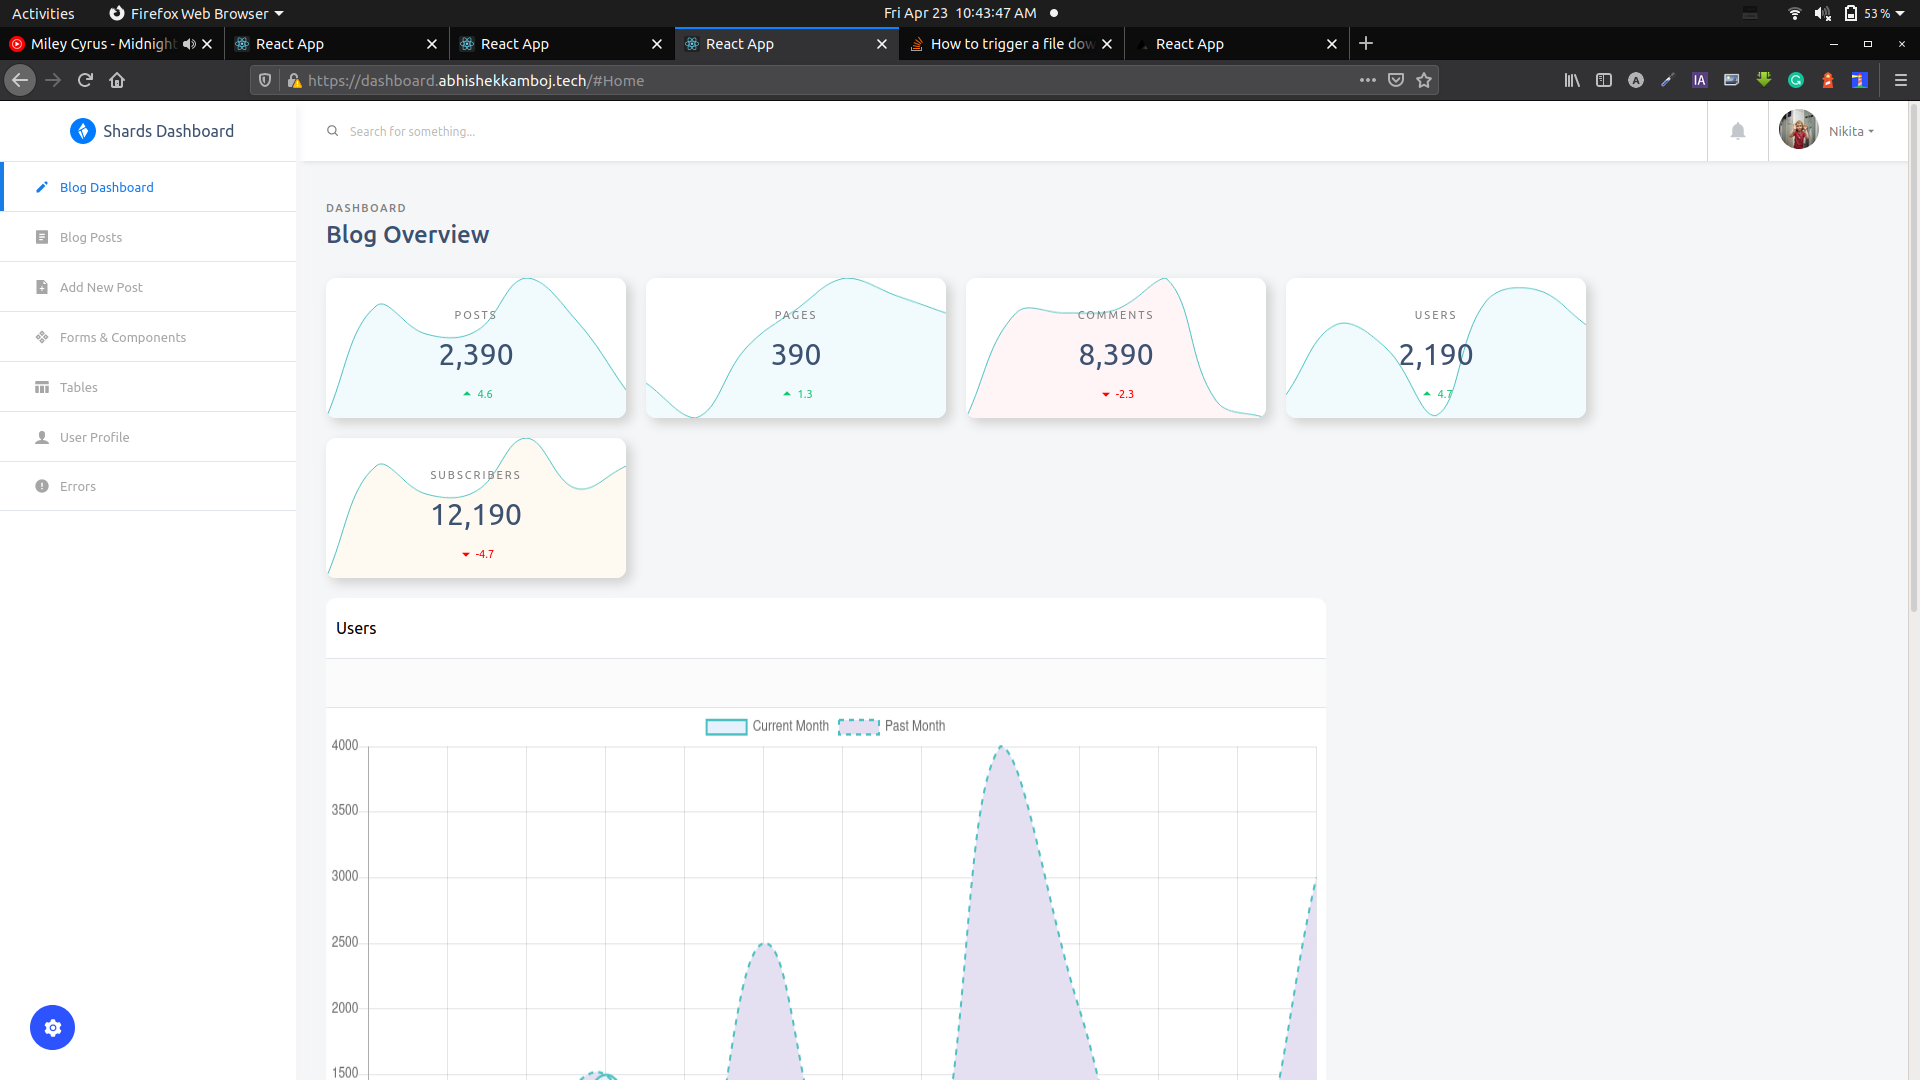 Activities
Firefox Web Browser
Fri Apr 23 10:43:47 AM
53 %
Miley Cyrus - Midnight
React App
React App
React App
How to trigger a file dow
React App
https://dashboard.abhishekkamboj.tech/#Home
IA
Shards Dashboard
Search for something...
Nikita
Blog Dashboard
Blog Posts
Add New Post
Forms & Components
Tables
User Profile
Errors
DASHBOARD
Blog Overview
POSTS
2,390
4.6
PAGES
390
1.3
COMMENTS
8,390
-2.3
USERS
2,190
4.7
SUBSCRIBERS
12,190
-4.7
Users
Current Month
Past Month
4000
3500
3000
2500
2000
1500